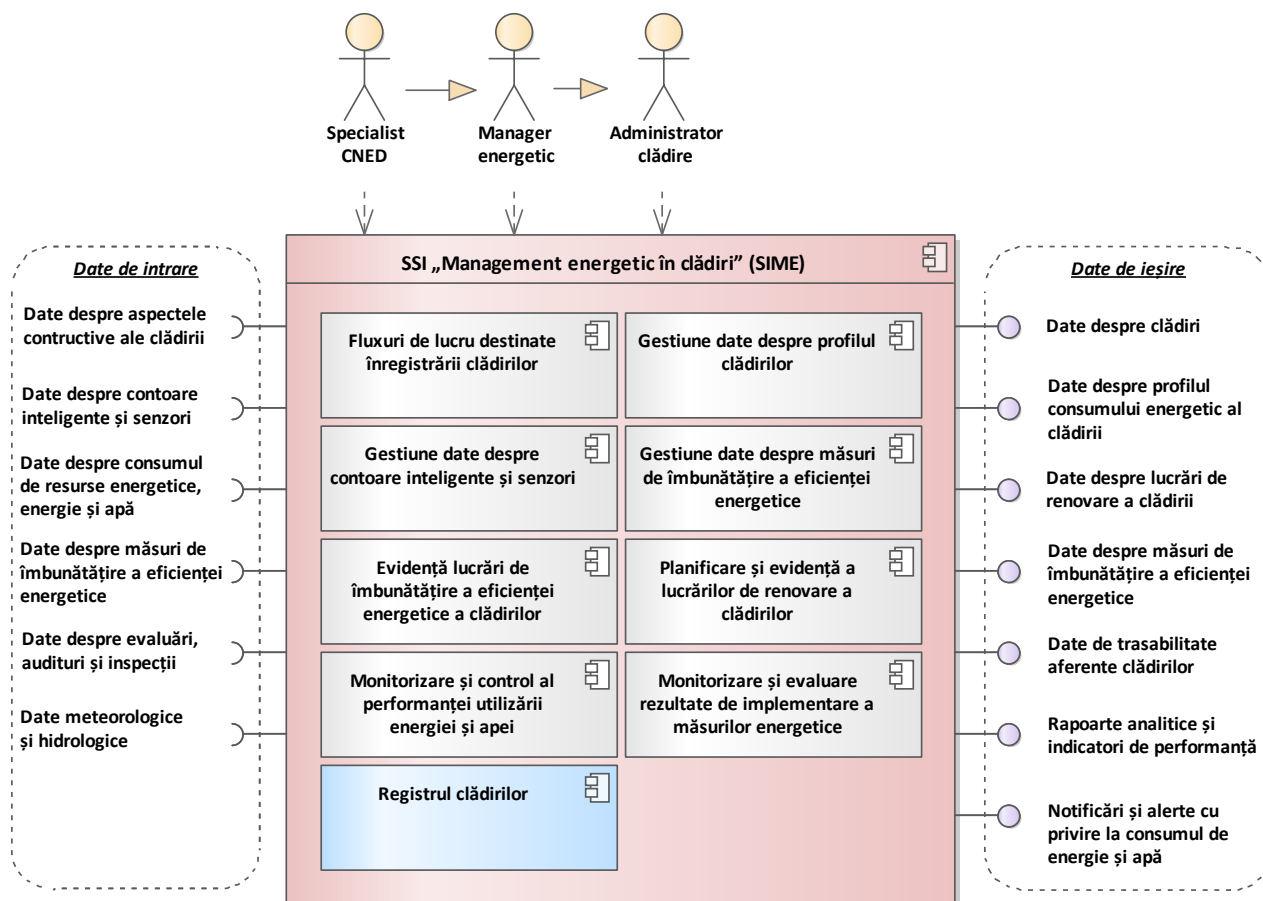 Specialist
CNED
Manager
energetic
Administrator
clădire
Date de intrare
Date despre aspectele
contructive ale clădirii
Date despre contoare
inteligente și senzori
Date despre consumul
de resurse energetice,
energie și apă
Date despre măsuri de
îmbunătățire a eficienței
energetice
Date despre evaluări,
audituri și inspecții
Date meteorologice
și hidrologice
SSI „Management energetic în clădiri” (SIME)
Fluxuri de lucru destinate
înregistrării clădirilor
Gestiune date despre profilul
clădirilor
Gestiune date despre
contoare inteligente și senzori
Gestiune date despre măsuri
de îmbunătățire a eficienței
energetice
Evidență lucrări de
îmbunătățire a eficienței
energetice a clădirilor
Planificare și evidență a
lucrărilor de renovare a
clădirilor
Monitorizare și control al
performanței utilizării
energiei și apei
Monitorizare și evaluare
rezultate de implementare a
măsurilor energetice
Registrul clădirilor
Date de ieșire
Date despre clădiri
Date despre profilul
consumului energetic al
clădirii
Date despre lucrări de
renovare a clădirii
Date despre măsuri de
îmbunătățire a eficienței
energetice
Date de trasabilitate
aferente clădirilor
Rapoarte analitice și
indicatori de performanță
Notificări și alerte cu
privire la consumul de
energie și apă